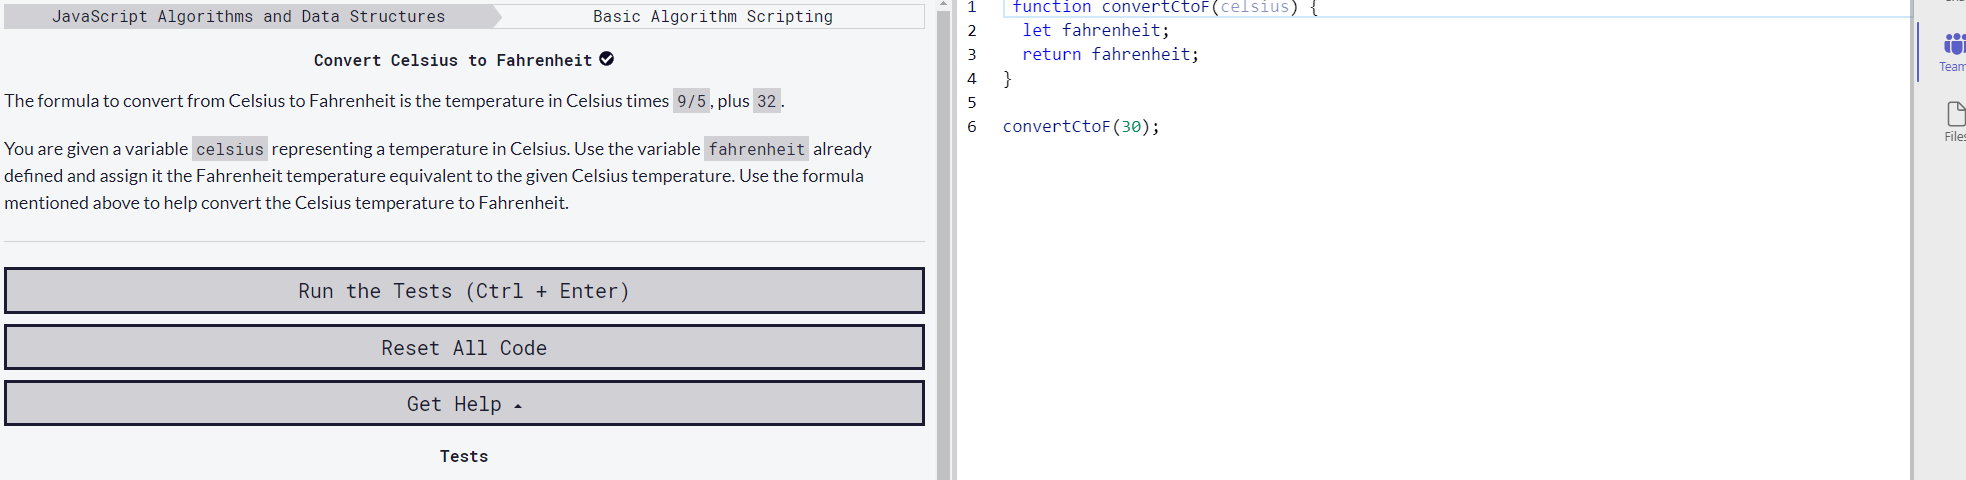 JavaScript Algorithms and Data Structures
Basic Algorithm Scripting
Convert Celsius to Fahrenheit
The formula to convert from Celsius to Fahrenheit is the temperature in Celsius times 9/5, plus 32.
You are given a variable celsius representing a temperature in Celsius. Use the variable fahrenheit already
defined and assign it the Fahrenheit temperature equivalent to the given Celsius temperature. Use the formula
mentioned above to help convert the Celsius temperature to Fahrenheit.
Run the Tests (Ctrl + Enter)
Reset All Code
Get Help
Tests
1 function convertCtoF(celsius) {
2 let fahrenheit;
3 return fahrenheit;
4 }
5
6 convertCtoF(30);
Team
Files